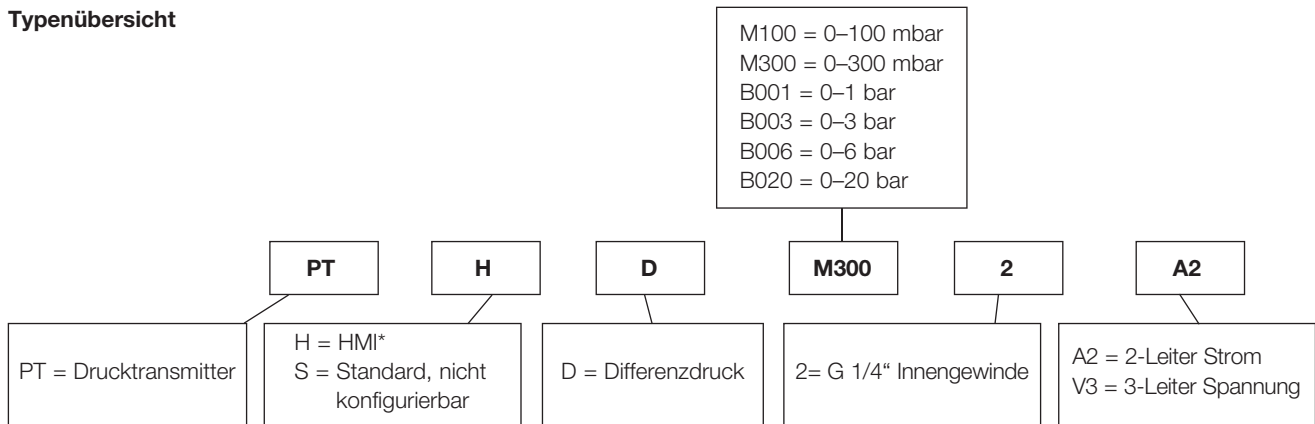 Typenübersicht
M100 = 0–100 mbar
M300 = 0–300 mbar
B001 = 0–1 bar
B003 = 0–3 bar
B006 = 0–6 bar
B020 = 0–20 bar
PT
H
D
M300
2
A2
PT = Drucktransmitter
H = HMI*
S = Standard, nicht
konfigurierbar
D = Differenzdruck
2= G 1/4“ Innengewinde
A2 = 2-Leiter Strom
V3 = 3-Leiter Spannung